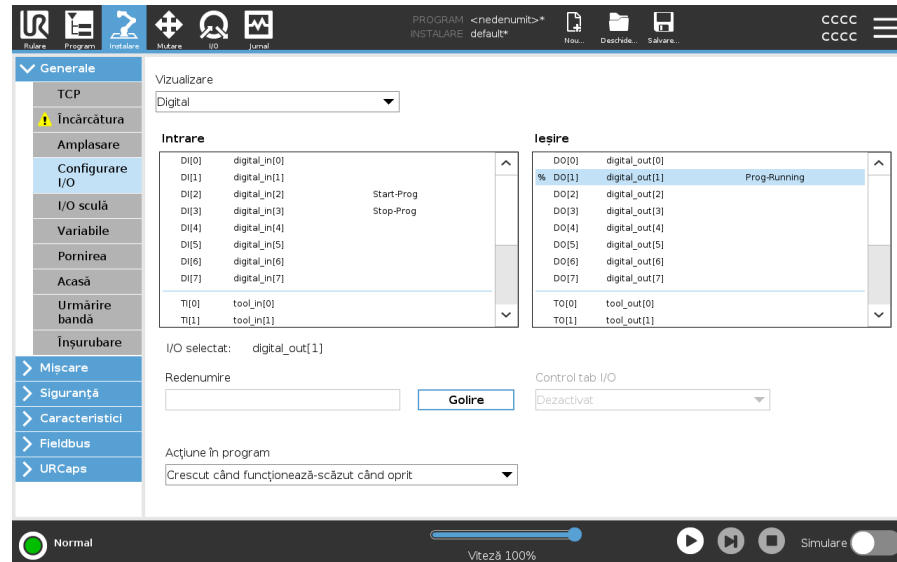 PROGRAM <nedenumit>*
INSTALARE default*
cccc
cccc
Rulare Program Instalare Mutare I/O Jurnal Nou... Deschide... Salvare...
Generale
TCP
Încărcătura
Amplasare
Configurare
I/O
I/O sculă
Variabile
Pornirea
Acasă
Urmărire
bandă
Înșurubare
Mișcare
Siguranță
Caracteristici
Fieldbus
URCaps
Vizualizare
Digital
Intrare
DI[0] digital_in[0]
DI[1] digital_in[1]
DI[2] digital_in[2] Start-Prog
DI[3] digital_in[3] Stop-Prog
DI[4] digital_in[4]
DI[5] digital_in[5]
DI[6] digital_in[6]
DI[7] digital_in[7]
TI[0] tool_in[0]
TI[1] tool_in[1]
Ieșire
DO[0] digital_out[0]
% DO[1] digital_out[1] Prog-Running
DO[2] digital_out[2]
DO[3] digital_out[3]
DO[4] digital_out[4]
DO[5] digital_out[5]
DO[6] digital_out[6]
DO[7] digital_out[7]
TO[0] tool_out[0]
TO[1] tool_out[1]
I/O selectat: digital_out[1]
Redenumire
Golire
Control tab I/O
Dezactivat
Acțiune în program
Crescut când funcționează-scăzut când oprit
Normal
Viteză 100%
Simulare